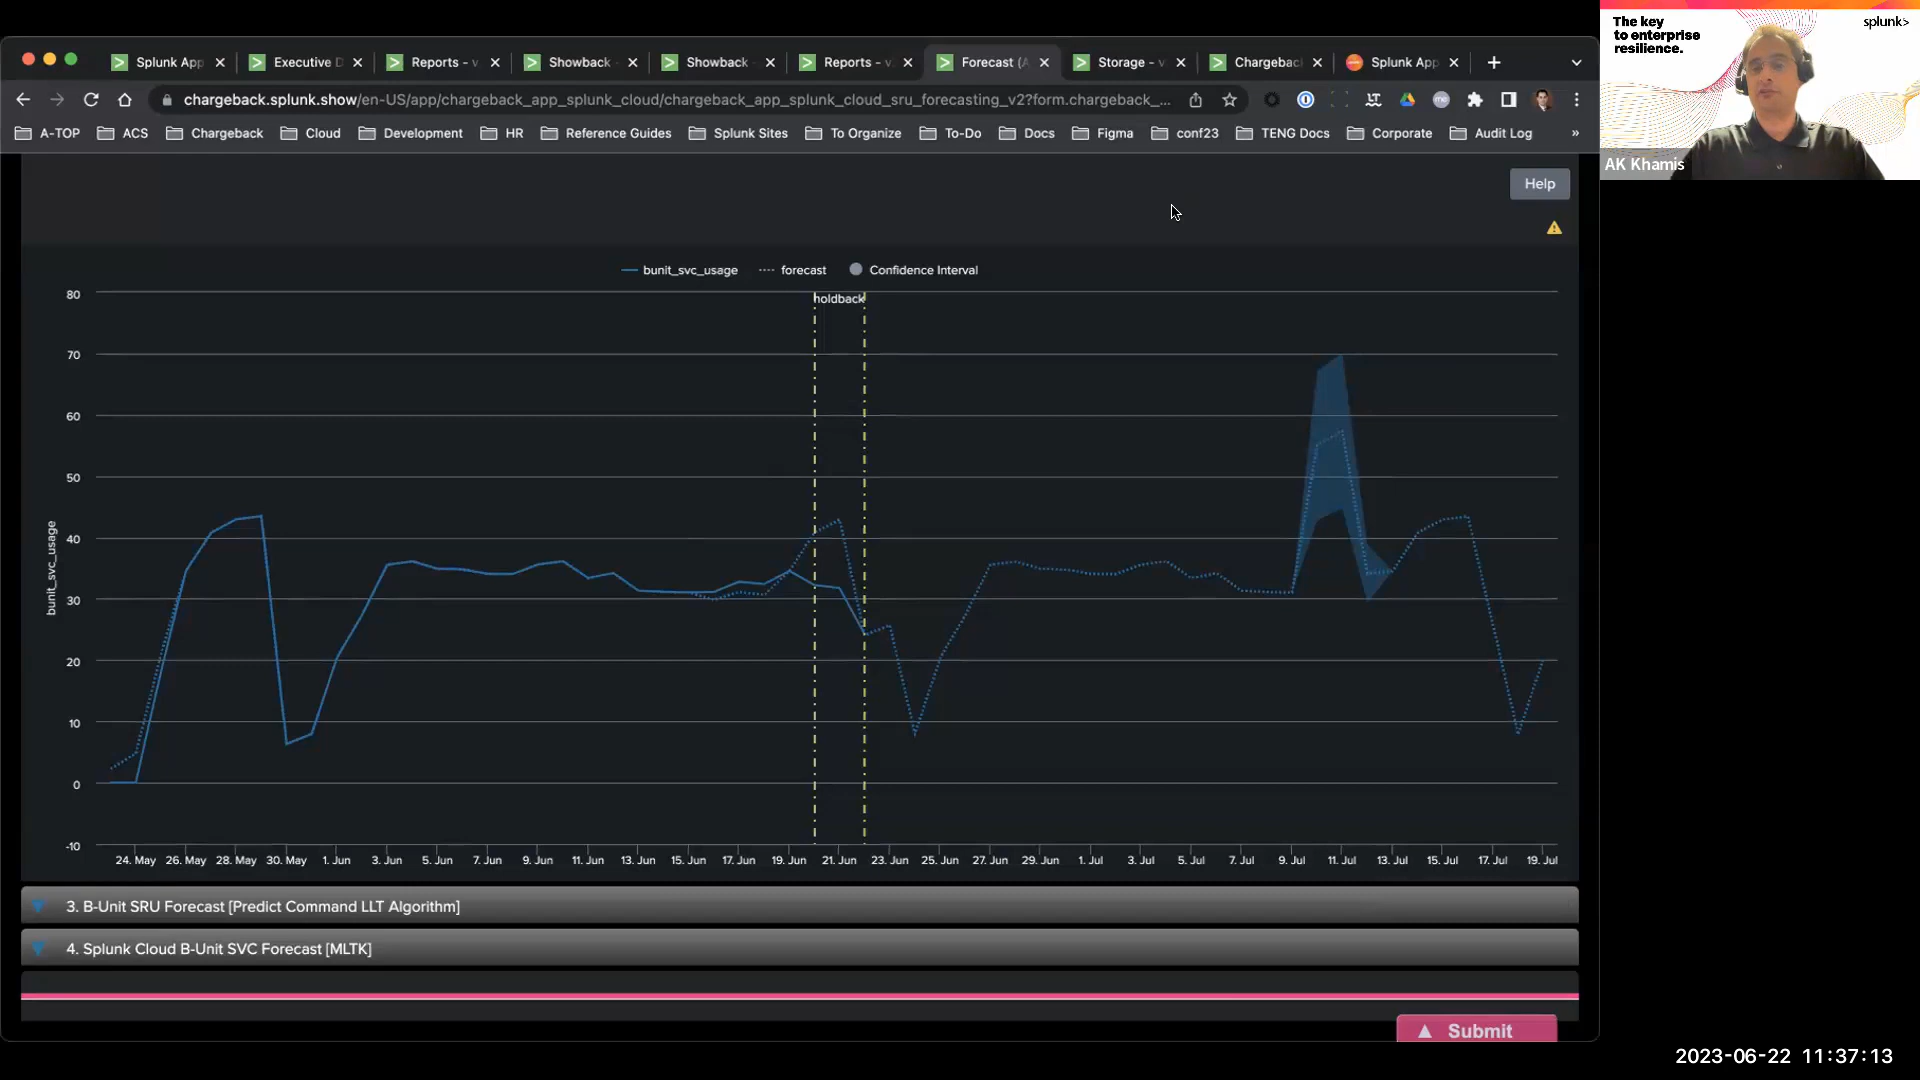 Splunk App
Executive D
Reports - v
Showback -
Showback -
Reports - v
Forecast (A
Storage - v
Chargebac
Splunk App
chargeback.splunk.show/en-US/app/chargeback_app_splunk_cloud/chargeback_app_splunk_cloud_sru_forecasting_v2?form.chargeback_...
A-TOP
ACS
Chargeback
Cloud
Development
HR
Reference Guides
Splunk Sites
To Organize
To-Do
Docs
Figma
conf23
TENG Docs
Corporate
Audit Log
»
The key
to enterprise
resilience.
splunk>
AK Khamis
Help
bunit_svc_usage
forecast
Confidence Interval
holdback
80
70
60
50
40
30
20
10
0
-10
bunit_svc_usage
24. May
26. May
28. May
30. May
1. Jun
3. Jun
5. Jun
7. Jun
9. Jun
11. Jun
13. Jun
15. Jun
17. Jun
19. Jun
21. Jun
23. Jun
25. Jun
27. Jun
29. Jun
1. Jul
3. Jul
5. Jul
7. Jul
9. Jul
11. Jul
13. Jul
15. Jul
17. Jul
19. Jul
3. B-Unit SRU Forecast [Predict Command LLT Algorithm]
4. Splunk Cloud B-Unit SVC Forecast [MLTK]
▲ Submit
2023-06-22 11:37:13